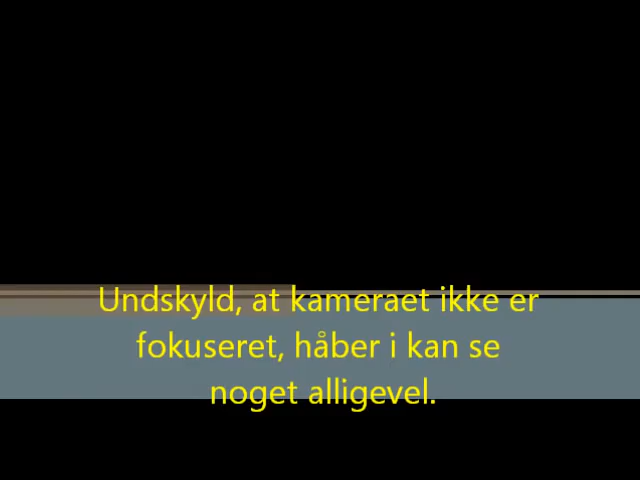 Undskyld, at kameraet ikke er
fokuseret, håber i kan se
noget alligevel.